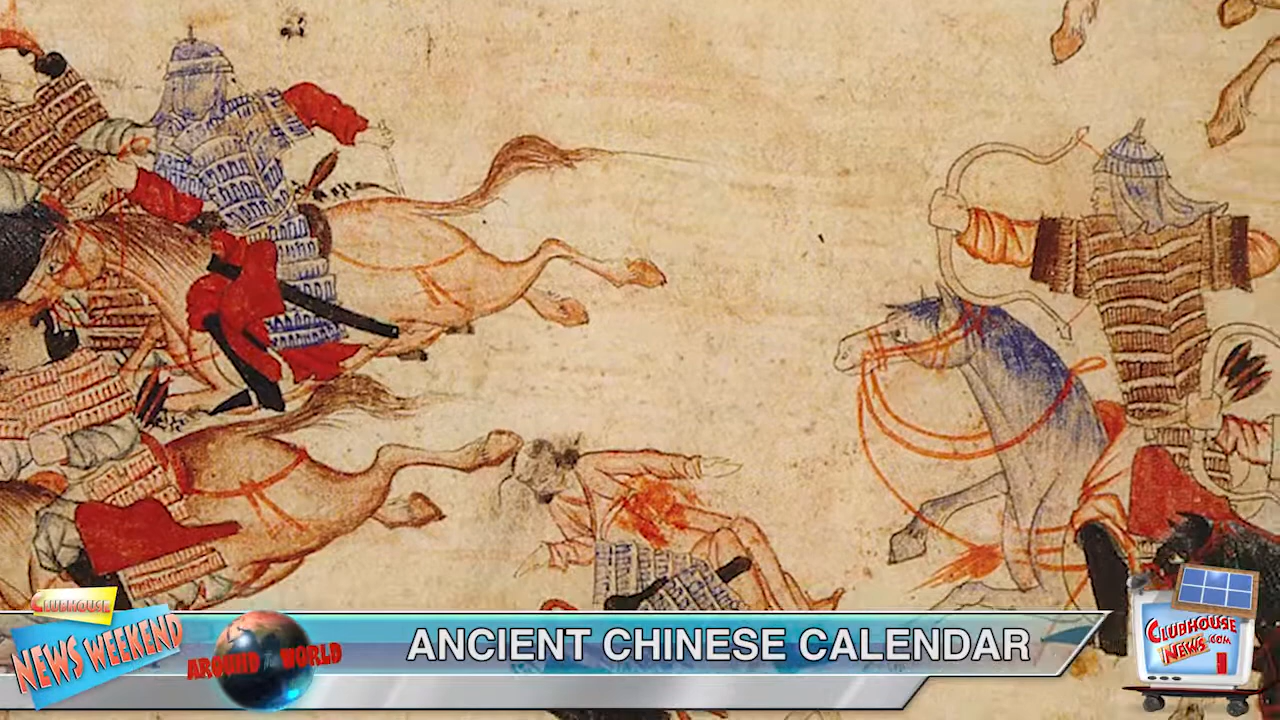 CLUBHOUSE
NEWS WEEKEND
AROUND the WORLD
ANCIENT CHINESE CALENDAR
CLUBHOUSE
NEWS.COM